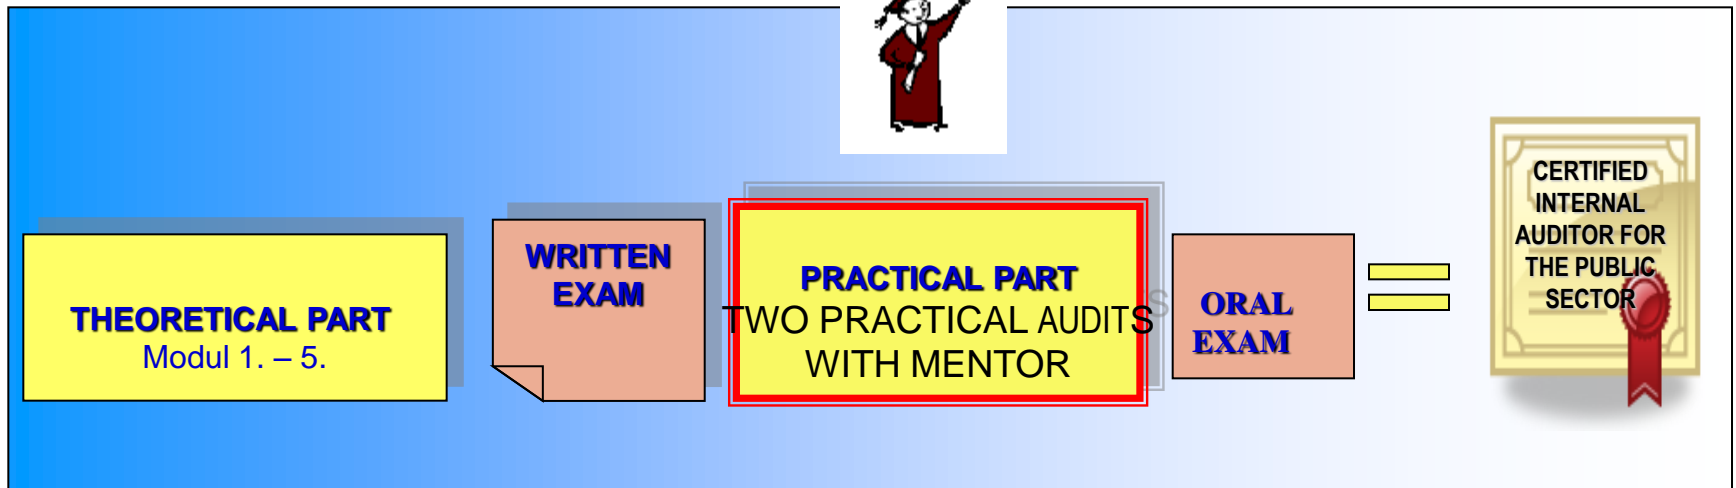 THEORETICAL PART
Modul 1. – 5.
WRITTEN
EXAM
PRACTICAL PART
TWO PRACTICAL AUDITS
WITH MENTOR
ORAL
EXAM
CERTIFIED
INTERNAL
AUDITOR FOR
THE PUBLIC
SECTOR